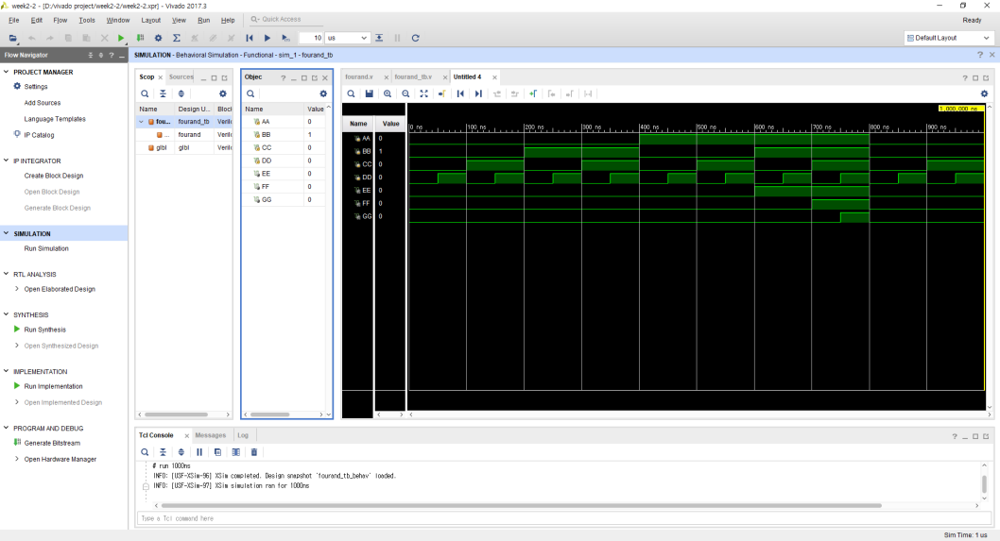 week2-2 - [D:/vivado project/week2-2/week2-2.xpr] - Vivado 2017.3
File Edit Flow Tools Window Layout View Run Help Q- Quick Access Ready
10 us Default Layout
Flow Navigator
SIMULATION - Behavioral Simulation - Functional - sim_1 - fourand_tb
PROJECT MANAGER
Settings
Add Sources
Language Templates
IP Catalog
IP INTEGRATOR
Create Block Design
Open Block Design
Generate Block Design
SIMULATION
Run Simulation
RTL ANALYSIS
Open Elaborated Design
SYNTHESIS
Run Synthesis
Open Synthesized Design
IMPLEMENTATION
Run Implementation
Open Implemented Design
PROGRAM AND DEBUG
Generate Bitstream
Open Hardware Manager
Scop Sources
Name Design U... Block
fou... fourand_tb Verilo
... fourand Verilo
glbl glbl Verilo
Objec
Name Value
AA 0
BB 1
CC 0
DD 0
EE 0
FF 0
GG 0
fourand.v fourand_tb.v Untitled 4
1,000,000 ns
Name Value
0 ns 100 ns 200 ns 300 ns 400 ns 500 ns 600 ns 700 ns 800 ns 900 ns
AA 0
BB 1
CC 0
DD 0
EE 0
FF 0
GG 0
Tcl Console Messages Log
# run 1000ns
INFO: [USF-XSim-96] XSim completed. Design snapshot 'fourand_tb_behav' loaded.
INFO: [USF-XSim-97] XSim simulation ran for 1000ns
Type a Tcl command here
Sim Time: 1 us